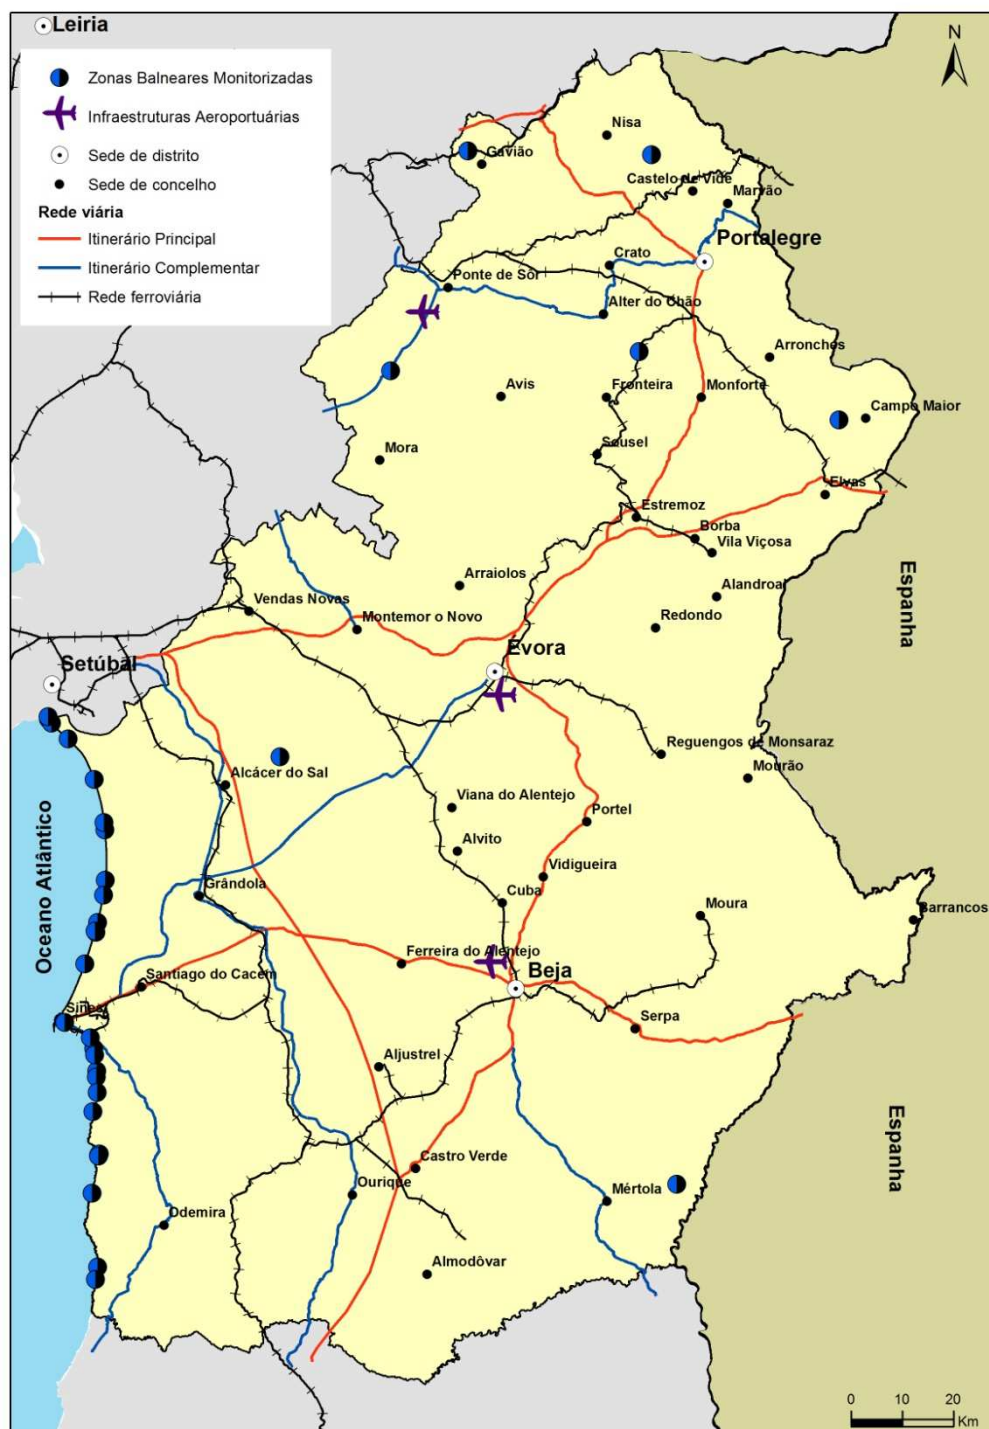 Leiria
Zonas Balneares Monitorizadas
Infraestruturas Aeroportuárias
Sede de distrito
Sede de concelho
Rede viária
Itinerário Principal
Itinerário Complementar
Rede ferroviária
N
Nisa
Gavião
Castelo de Vide
Marvão
Portalegre
Crato
Ponte de Sôr
Alter do Chão
Arronches
Avis
Fronteira
Monforte
Campo Maior
Mora
Sousel
Elvas
Estremoz
Borba
Vila Viçosa
Arraiolos
Alandroal
Vendas Novas
Montemor o Novo
Redondo
Espanha
Évora
Setúbal
Reguengos de Monsaraz
Mourão
Alcácer do Sal
Viana do Alentejo
Portel
Alvito
Oceano Atlântico
Vidigueira
Grândola
Cuba
Moura
Barrancos
Ferreira do Alentejo
Beja
Santiago do Cacém
Sines
Serpa
Aljustrel
Espanha
Castro Verde
Ourique
Mértola
Odemira
Almodôvar
0 10 20
Km